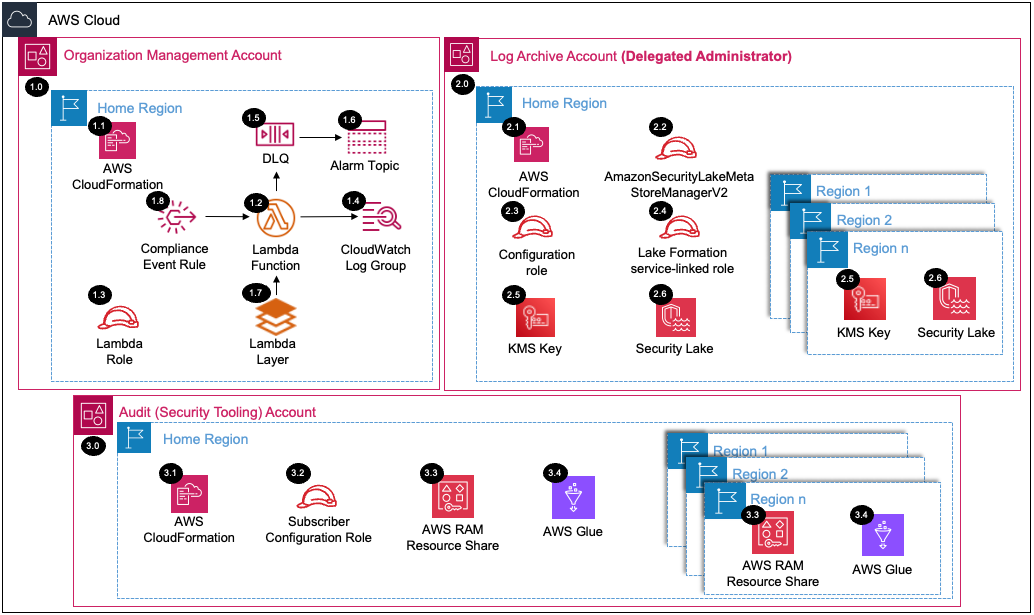 AWS Cloud
Organization Management Account
1.0
Home Region
1.1
AWS
CloudFormation
1.5
DLQ
1.6
Alarm Topic
1.8
Compliance
Event Rule
1.2
Lambda
Function
1.4
CloudWatch
Log Group
1.3
Lambda
Role
1.7
Lambda
Layer
Log Archive Account (Delegated Administrator)
2.0
Home Region
2.1
AWS
CloudFormation
2.2
AmazonSecurityLakeMeta
StoreManagerV2
2.3
Configuration
role
2.4
Lake Formation
service-linked role
2.5
KMS Key
2.6
Security Lake
Region 1
Region 2
Region n
2.5
KMS Key
2.6
Security Lake
Audit (Security Tooling) Account
3.0
Home Region
3.1
AWS
CloudFormation
3.2
Subscriber
Configuration Role
3.3
AWS RAM
Resource Share
3.4
AWS Glue
Region 1
Region 2
Region n
3.3
AWS RAM
Resource Share
3.4
AWS Glue